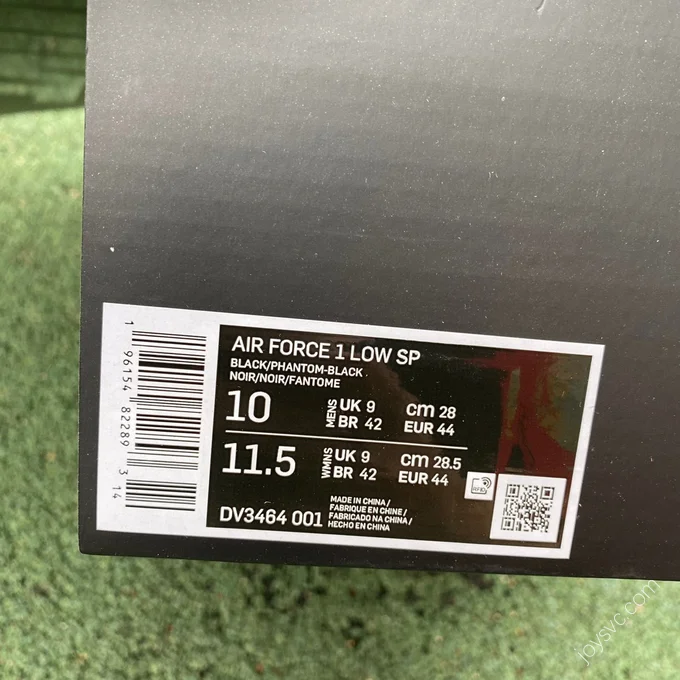 AIR FORCE 1 LOW SP
BLACK/PHANTOM-BLACK
NOIR/NOIR/FANTOME
10 MENS UK 9 cm 28
BR 42 EUR 44
11.5 WMNS UK 9 cm 28.5
BR 42 EUR 44
DV3464 001
MADE IN CHINA/
FABRIQUE EN CHINE/
FABRICADO NA CHINA/
HECHO EN CHINA
1 96154 82289 3 14
joysvc.com